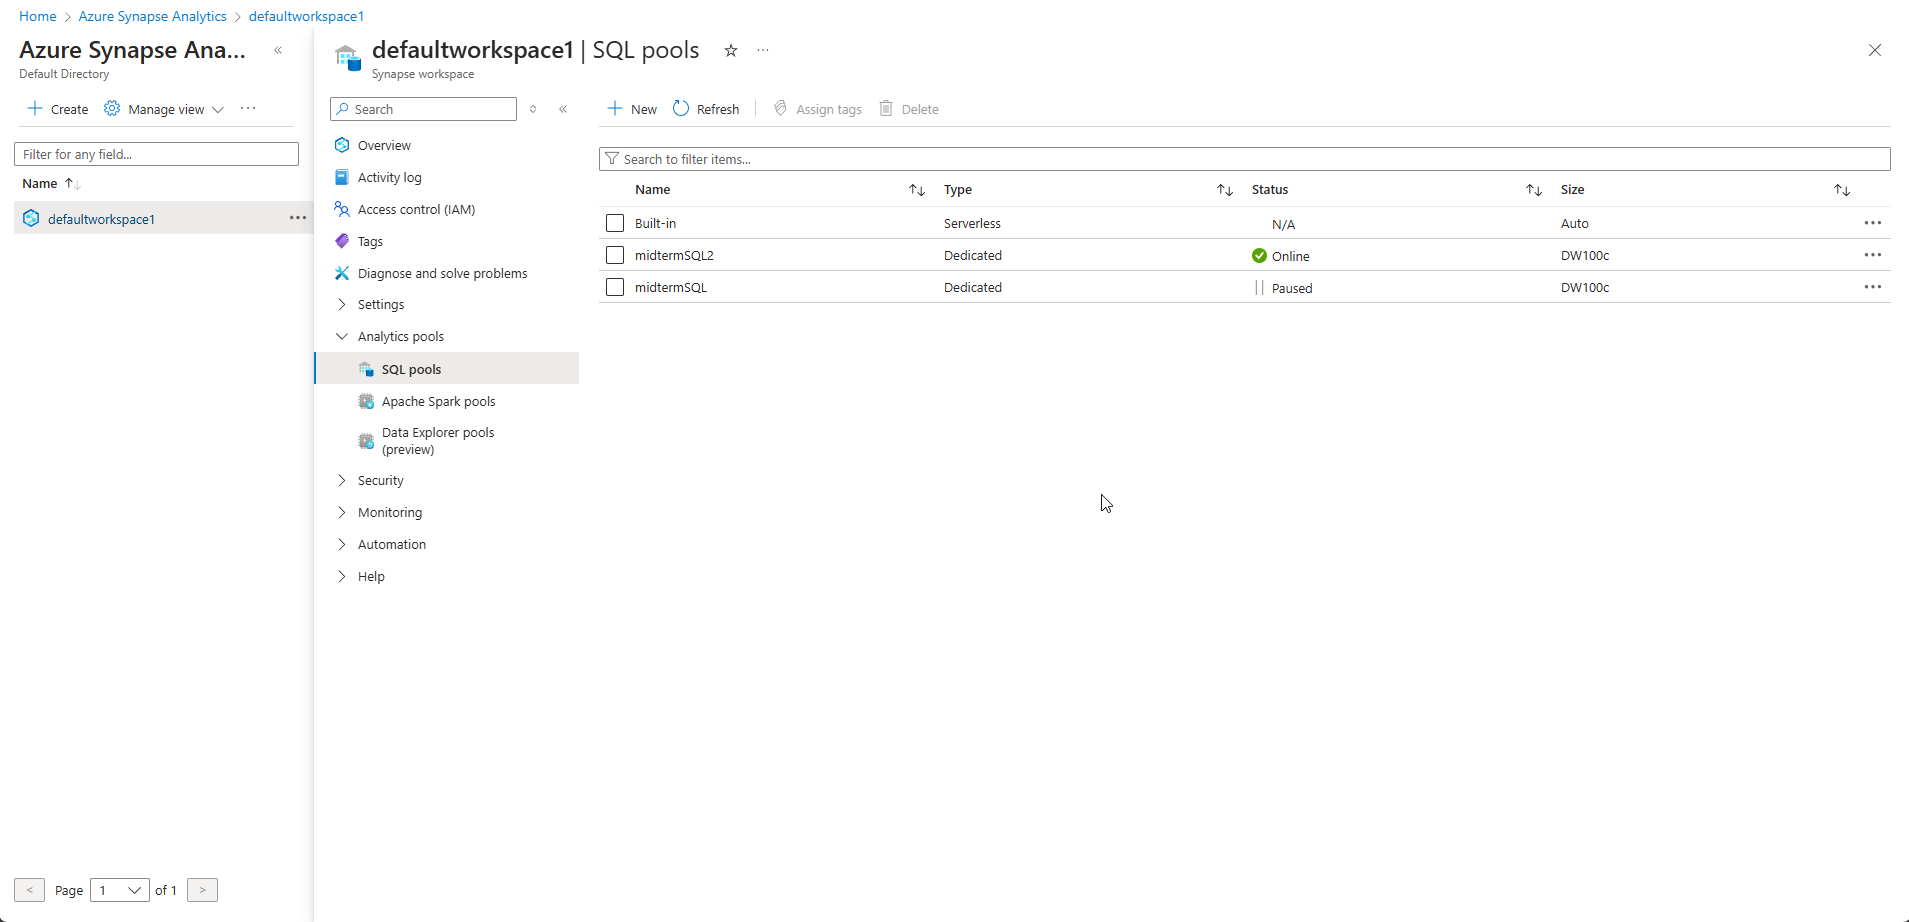 Home > Azure Synapse Analytics > defaultworkspace1
Azure Synapse Ana...
Default Directory
Create
Manage view
Filter for any field...
Name
defaultworkspace1
< Page 1 of 1 >
defaultworkspace1 | SQL pools
Synapse workspace
Search
Overview
Activity log
Access control (IAM)
Tags
Diagnose and solve problems
Settings
Analytics pools
SQL pools
Apache Spark pools
Data Explorer pools
(preview)
Security
Monitoring
Automation
Help
New Refresh Assign tags Delete
Search to filter items...
Name Type Status Size
Built-in Serverless N/A Auto
midtermSQL2 Dedicated Online DW100c
midtermSQL Dedicated Paused DW100c